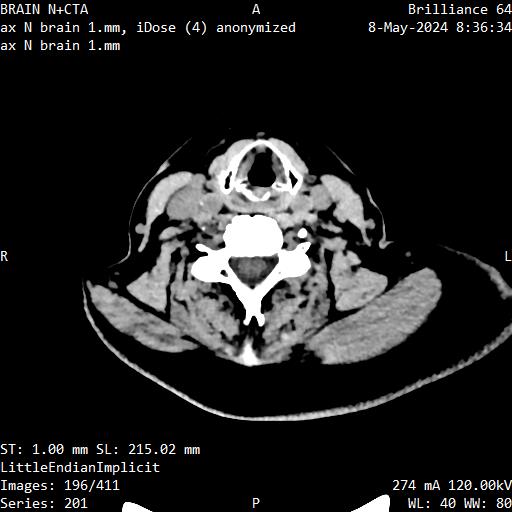 BRAIN N+CTA
ax N brain 1.mm, iDose (4) anonymized
ax N brain 1.mm
A
Brilliance 64
8-May-2024 8:36:34
R
L
ST: 1.00 mm SL: 215.02 mm
LittleEndianImplicit
Images: 196/411
Series: 201
P
274 mA 120.00kV
WL: 40 WW: 80